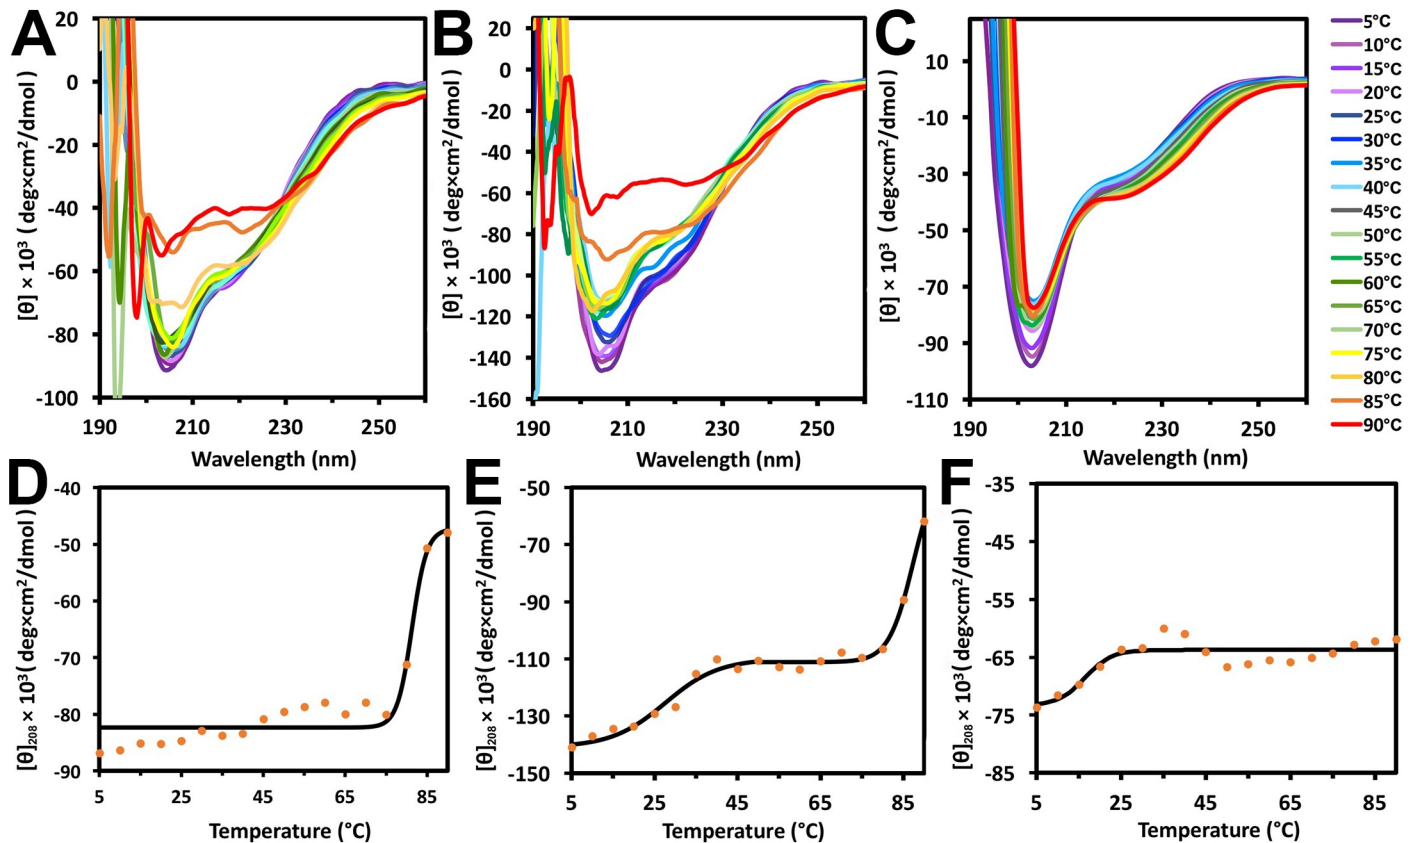 A
20
0
-20
-40
-60
-80
-100
190
210
230
250
Wavelength (nm)
[θ] × 10³ ( deg×cm²/dmol )
B
20
0
-20
-40
-60
-80
-100
-120
-140
-160
190
210
230
250
Wavelength (nm)
[θ] × 10³ ( deg×cm²/dmol )
C
10
-10
-30
-50
-70
-90
-110
190
210
230
250
Wavelength (nm)
[θ] × 10³ ( deg×cm²/dmol )
5°C
10°C
15°C
20°C
25°C
30°C
35°C
40°C
45°C
50°C
55°C
60°C
65°C
70°C
75°C
80°C
85°C
90°C
D
-40
-50
-60
-70
-80
-90
5
25
45
65
85
Temperature (°C)
[θ]₂₀₈ × 10³( deg×cm²/dmol )
E
-50
-70
-90
-110
-130
-150
5
25
45
65
85
Temperature (°C)
[θ]₂₀₈ × 10³( deg×cm²/dmol )
F
-35
-45
-55
-65
-75
-85
5
25
45
65
85
Temperature (°C)
[θ]₂₀₈ × 10³( deg×cm²/dmol )